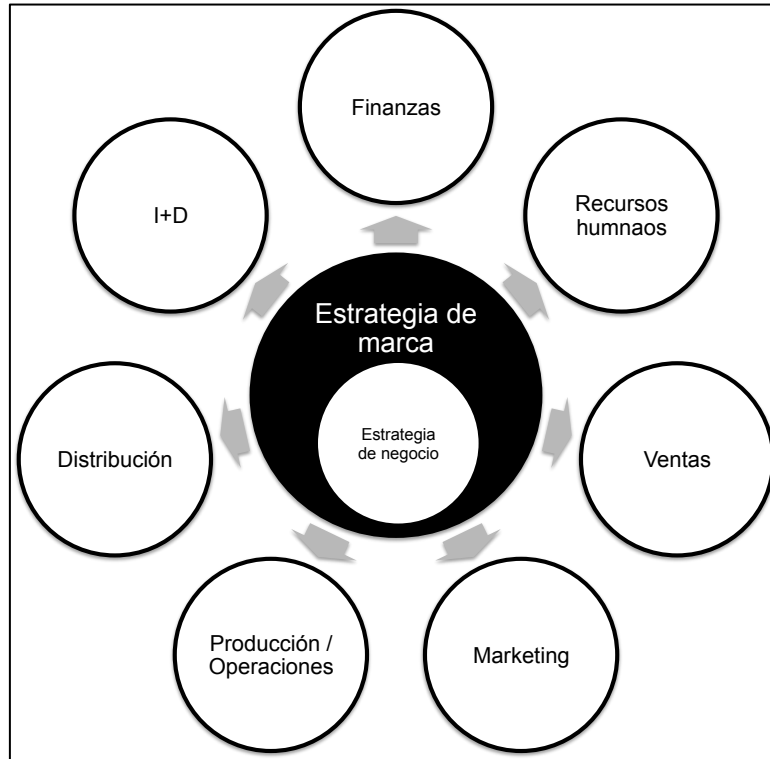 Finanzas
I+D
Recursos
humnaos
Estrategia de
marca
Estrategia
de negocio
Distribución
Ventas
Producción /
Operaciones
Marketing